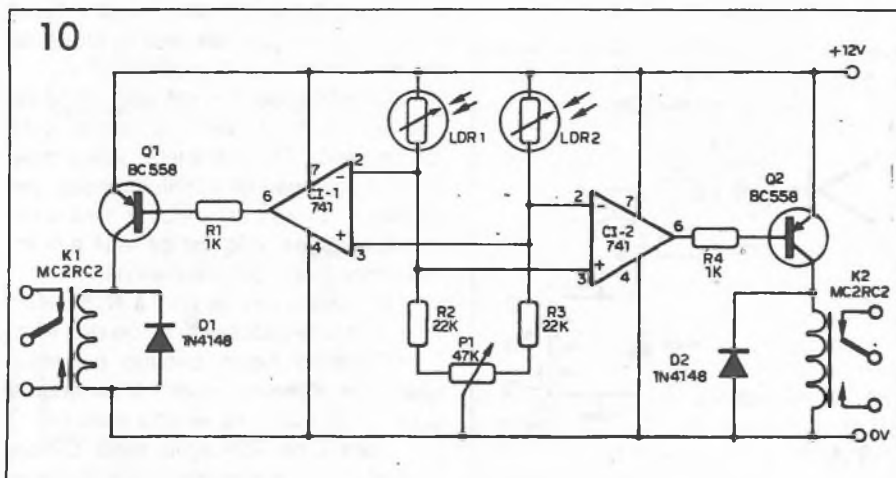 10
+12V
LDR1
LDR2
Q1
BC558
7
2
-
6
CI-1
741
+
3
4
R1
1K
K1
MC2RC2
D1
1N4148
R2
22K
R3
22K
P1
47K
2
-
7
CI-2
741
6
+
3
4
R4
1K
Q2
BC558
K2
MC2RC2
D2
1N4148
0V